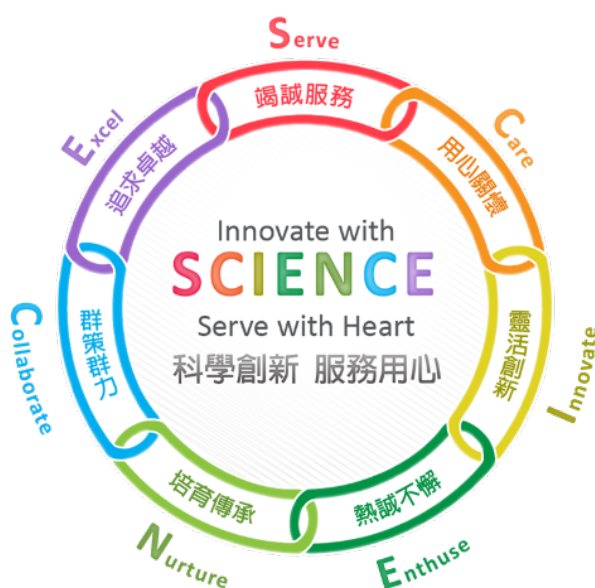 Serve
竭誠服務
Care
用心關懷
Innovate
靈活創新
Enthuse
熱誠不懈
Nurture
培育傳承
Collaborate
群策群力
Excel
追求卓越
Innovate with
SCIENCE
Serve with Heart
科學創新 服務用心